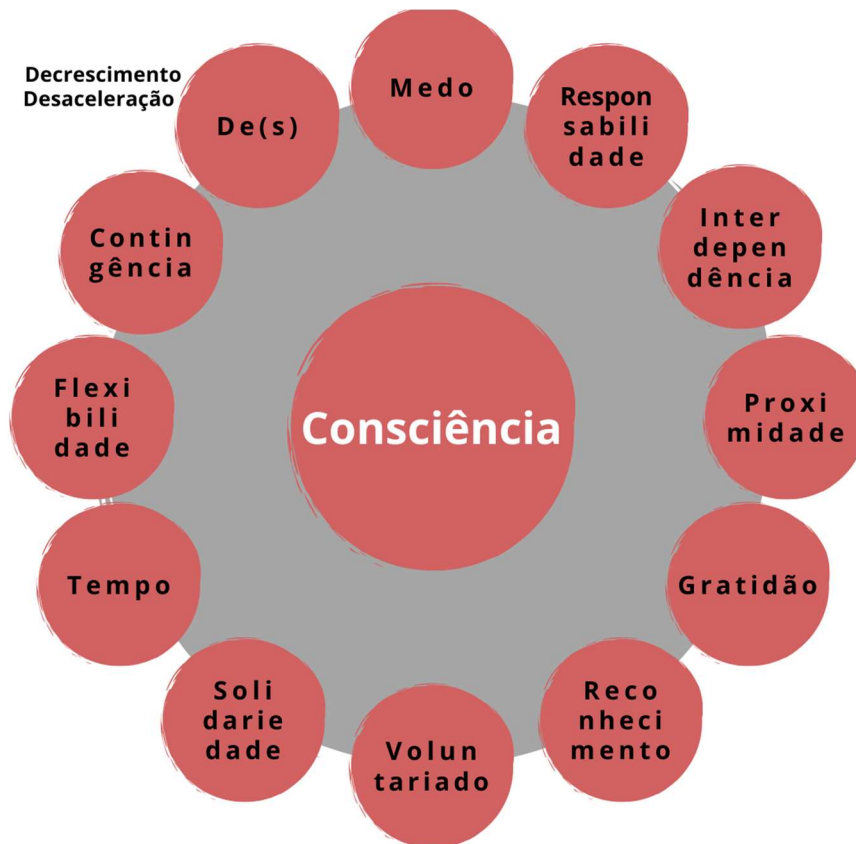 Decrescimento
Desaceleração
De(s)
Medo
Respon
sabili
dade
Inter
depen
dência
Proxi
midade
Gratidão
Reco
nheci
mento
Volun
tariado
Soli
darie
dade
Tempo
Flexi
bili
dade
Contin
gência
Consciência